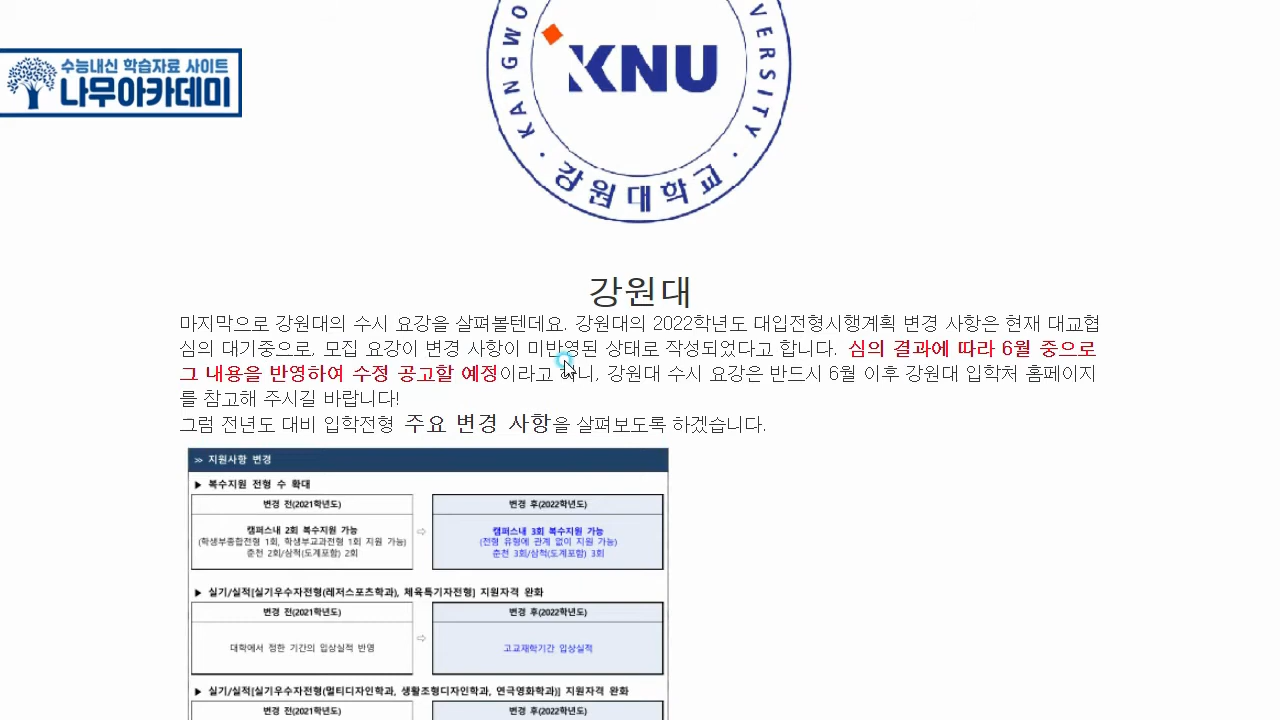 수능내신 학습자료 사이트
나무아카데미
KANGWO
VERSITY
KNU
· 강원대학교 ·
강원대
마지막으로 강원대의 수시 요강을 살펴볼텐데요. 강원대의 2022학년도 대입전형시행계획 변경 사항은 현재 대교협
심의 대기중으로, 모집 요강이 변경 사항이 미반영된 상태로 작성되었다고 합니다. 심의 결과에 따라 6월 중으로
그 내용을 반영하여 수정 공고할 예정이라고 하니, 강원대 수시 요강은 반드시 6월 이후 강원대 입학처 홈페이지
를 참고해 주시길 바랍니다!
그럼 전년도 대비 입학전형 주요 변경 사항을 살펴보도록 하겠습니다.
≫ 지원사항 변경
▶ 복수지원 전형 수 확대
변경 전(2021학년도) 변경 후(2022학년도)
캠퍼스내 2회 복수지원 가능 ⇨ 캠퍼스내 3회 복수지원 가능
(학생부종합전형 1회, 학생부교과전형 1회 지원 가능) (전형 유형에 관계 없이 지원 가능)
춘천 2회/삼척(도계포함) 2회 춘천 3회/삼척(도계포함) 3회
▶ 실기/실적[실기우수자전형(레저스포츠학과), 체육특기자전형] 지원자격 완화
변경 전(2021학년도) 변경 후(2022학년도)
대학에서 정한 기간의 입상실적 반영 ⇨ 고교재학기간 입상실적
▶ 실기/실적[실기우수자전형(멀티디자인학과, 생활조형디자인학과, 연극영화학과)] 지원자격 완화
변경 전(2021학년도) 변경 후(2022학년도)